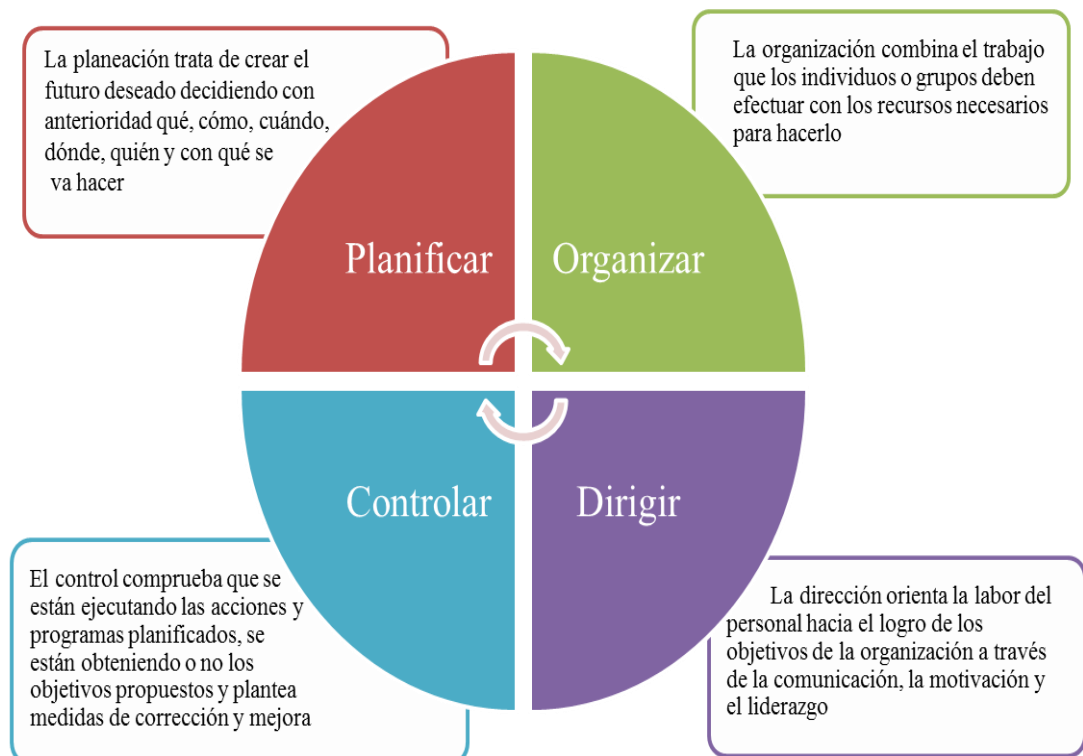 La planeación trata de crear el
futuro deseado decidiendo con
anterioridad qué, cómo, cuándo,
dónde, quién y con qué se
va hacer
La organización combina el trabajo
que los individuos o grupos deben
efectuar con los recursos necesarios
para hacerlo
Planificar
Organizar
Controlar
Dirigir
El control comprueba que se
están ejecutando las acciones y
programas planificados, se
están obteniendo o no los
objetivos propuestos y plantea
medidas de corrección y mejora
La dirección orienta la labor del
personal hacia el logro de los
objetivos de la organización a través
de la comunicación, la motivación y
el liderazgo